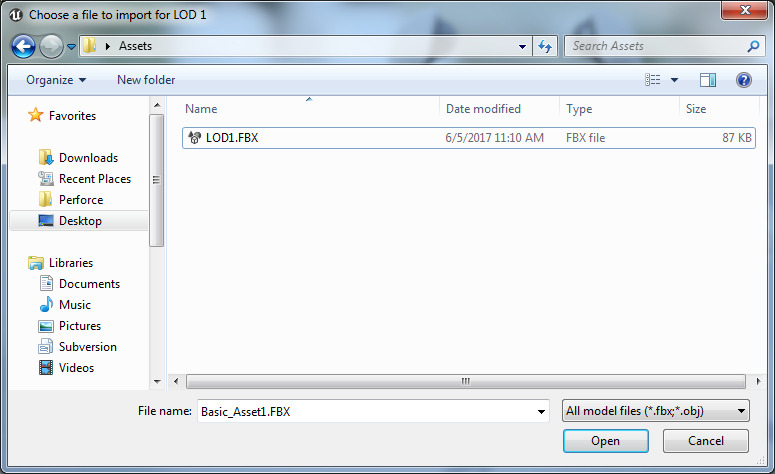 Choose a file to import for LOD 1
Assets
Search Assets
Organize
New folder
Name
Date modified
Type
Size
LOD1.FBX
6/5/2017 11:10 AM
FBX file
87 KB
Favorites
Downloads
Recent Places
Perforce
Desktop
Libraries
Documents
Music
Pictures
Subversion
Videos
File name:
Basic_Asset1.FBX
All model files (*.fbx;*.obj)
Open
Cancel